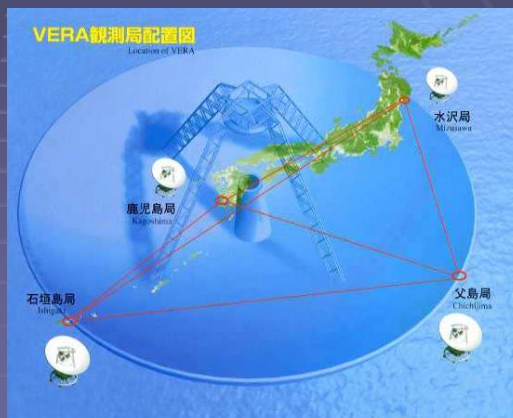 VERA観測局配置図
Location of VERA
水沢局
Mizusawa
鹿児島局
Kagoshima
石垣島局
Ishigaki
父島局
Chichijima